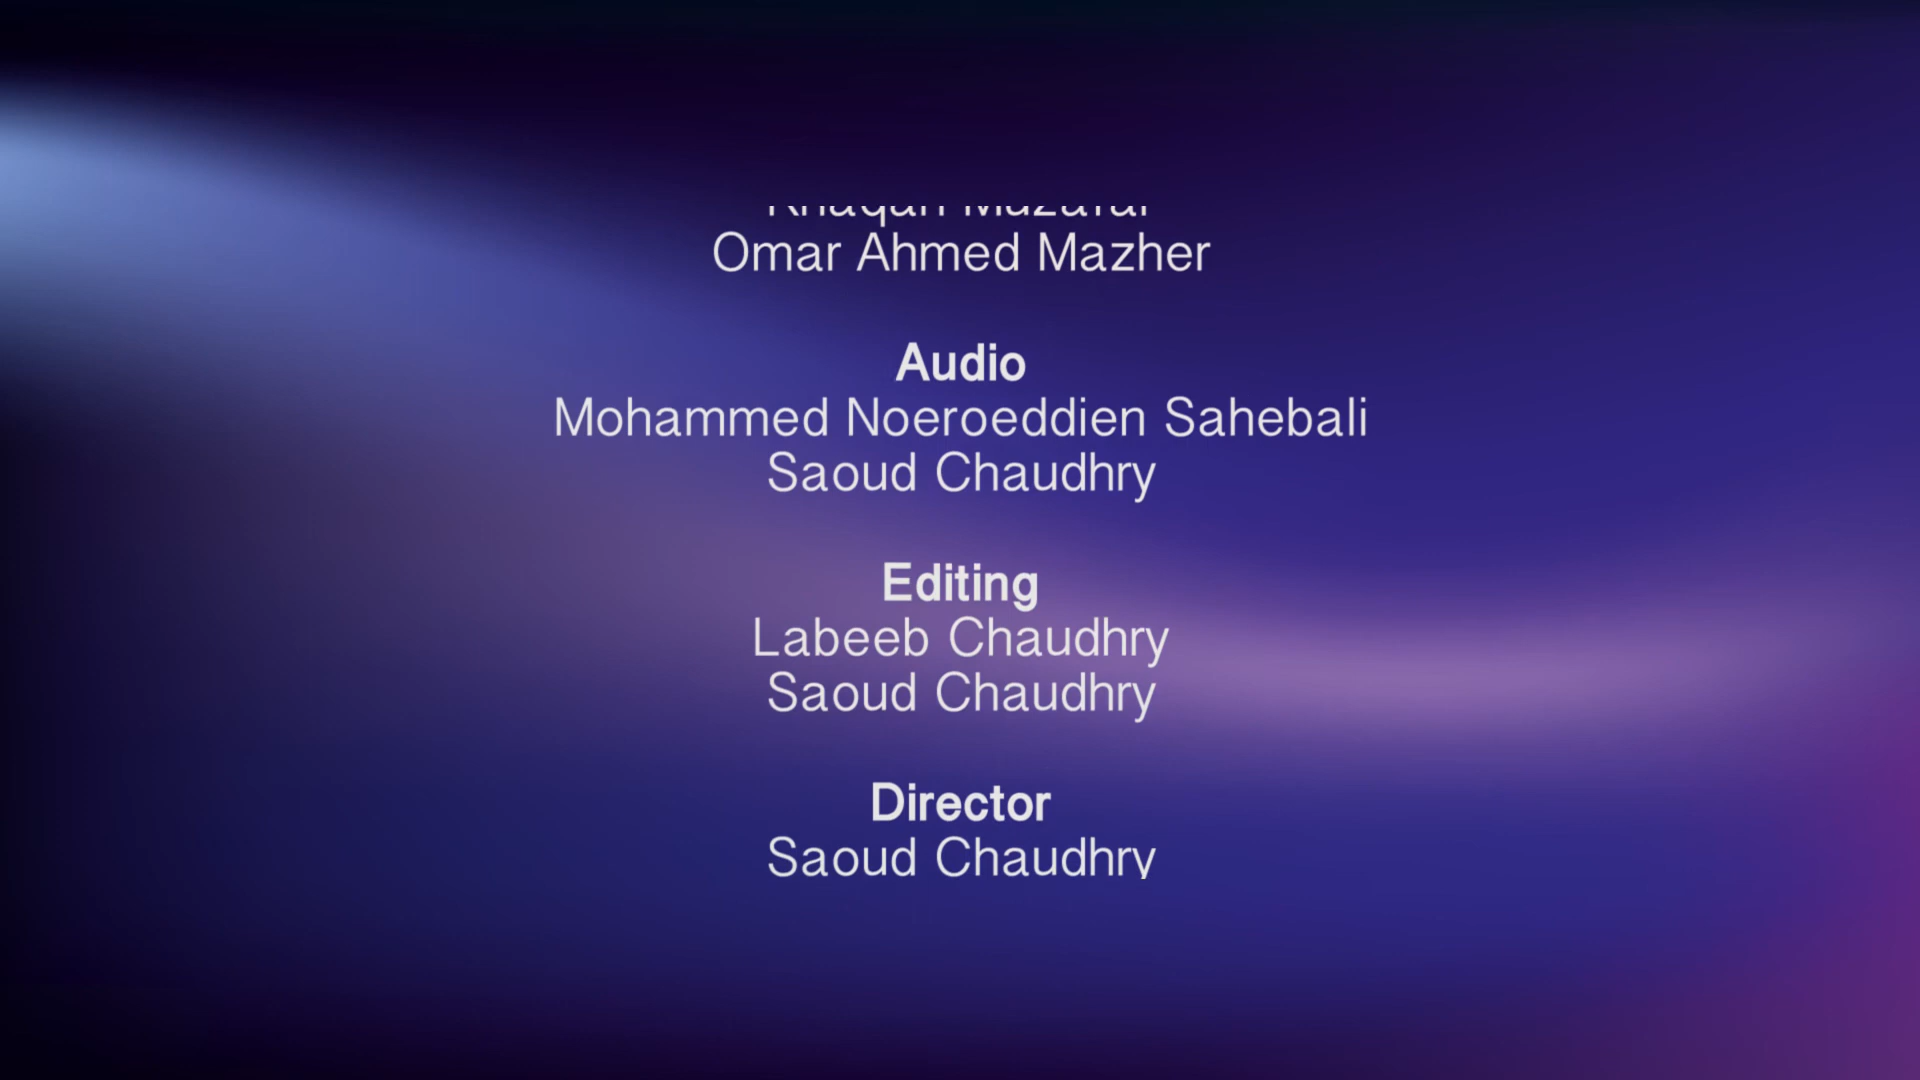 Omar Ahmed Mazher
Audio
Mohammed Noeroeddien Sahebali
Saoud Chaudhry
Editing
Labeeb Chaudhry
Saoud Chaudhry
Director
Saoud Chaudhry